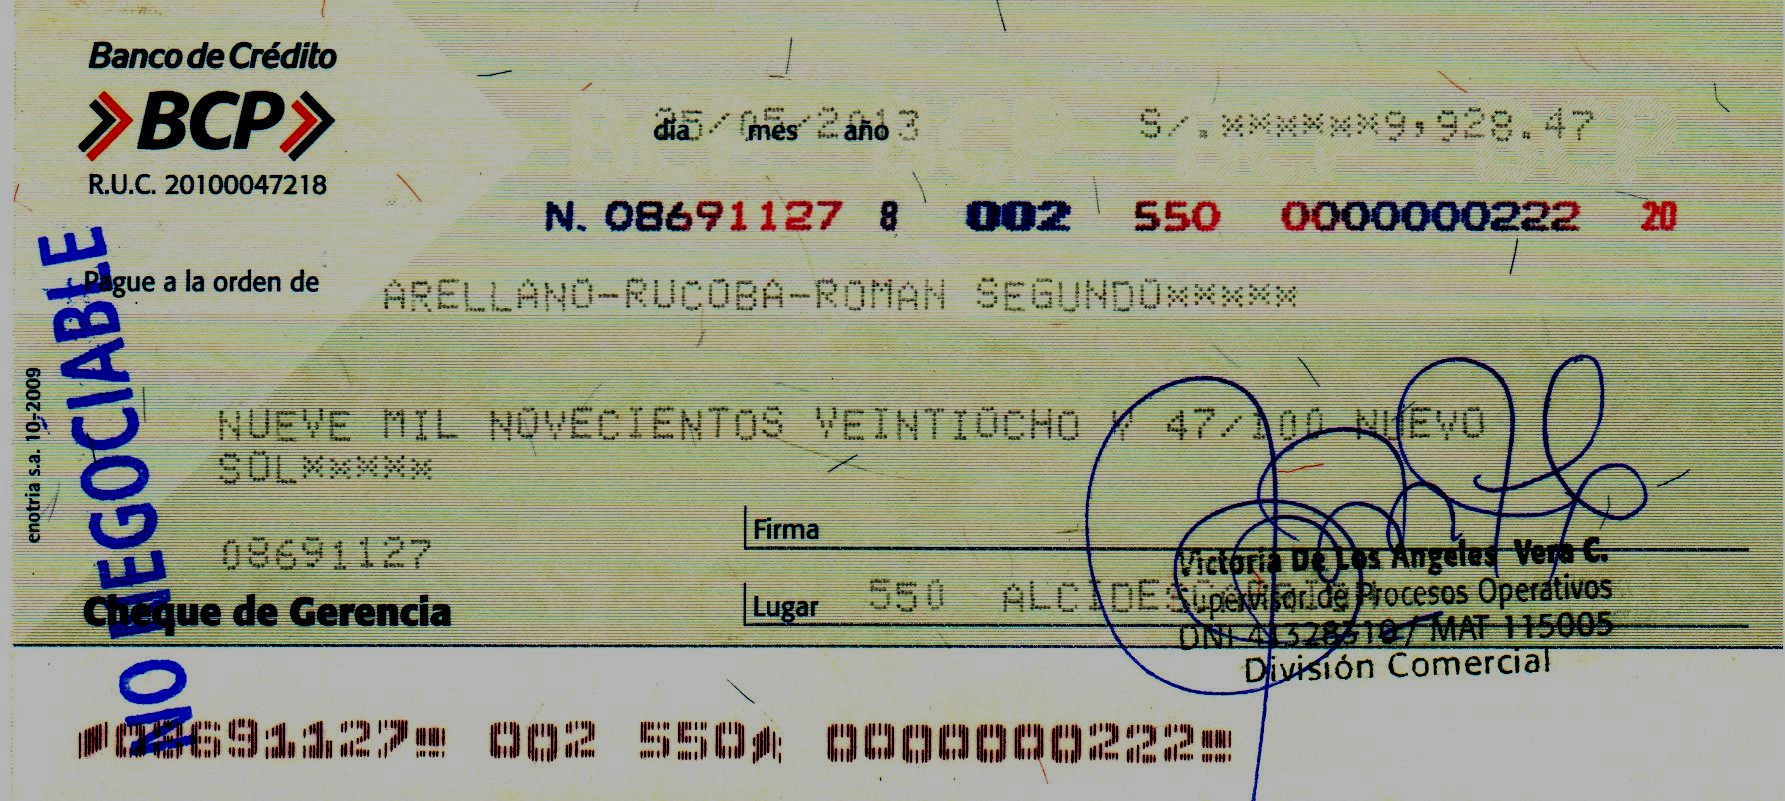 Banco de Crédito
BCP
R.U.C. 20100047218
día mes año
/05/2013
S/.*****9,928.47
N. 08691127 8 002 550 0000000222 20
Pague a la orden de
ARELLANO-RUCOBA-ROMAN SEGUNDO*****
NUEVE MIL NOVECIENTOS VEINTIOCHO Y 47/100 NUEVO
SOL*****
08691127
Cheque de Gerencia
Firma
Lugar
550 ALCIDES
Victoria De Los Angeles Vera C.
Supervisor de Procesos Operativos
DNI 41328510 / MAT 115005
División Comercial
NO NEGOCIABLE
enotria s.a. 10-2009
08691127 002 550 0000000222